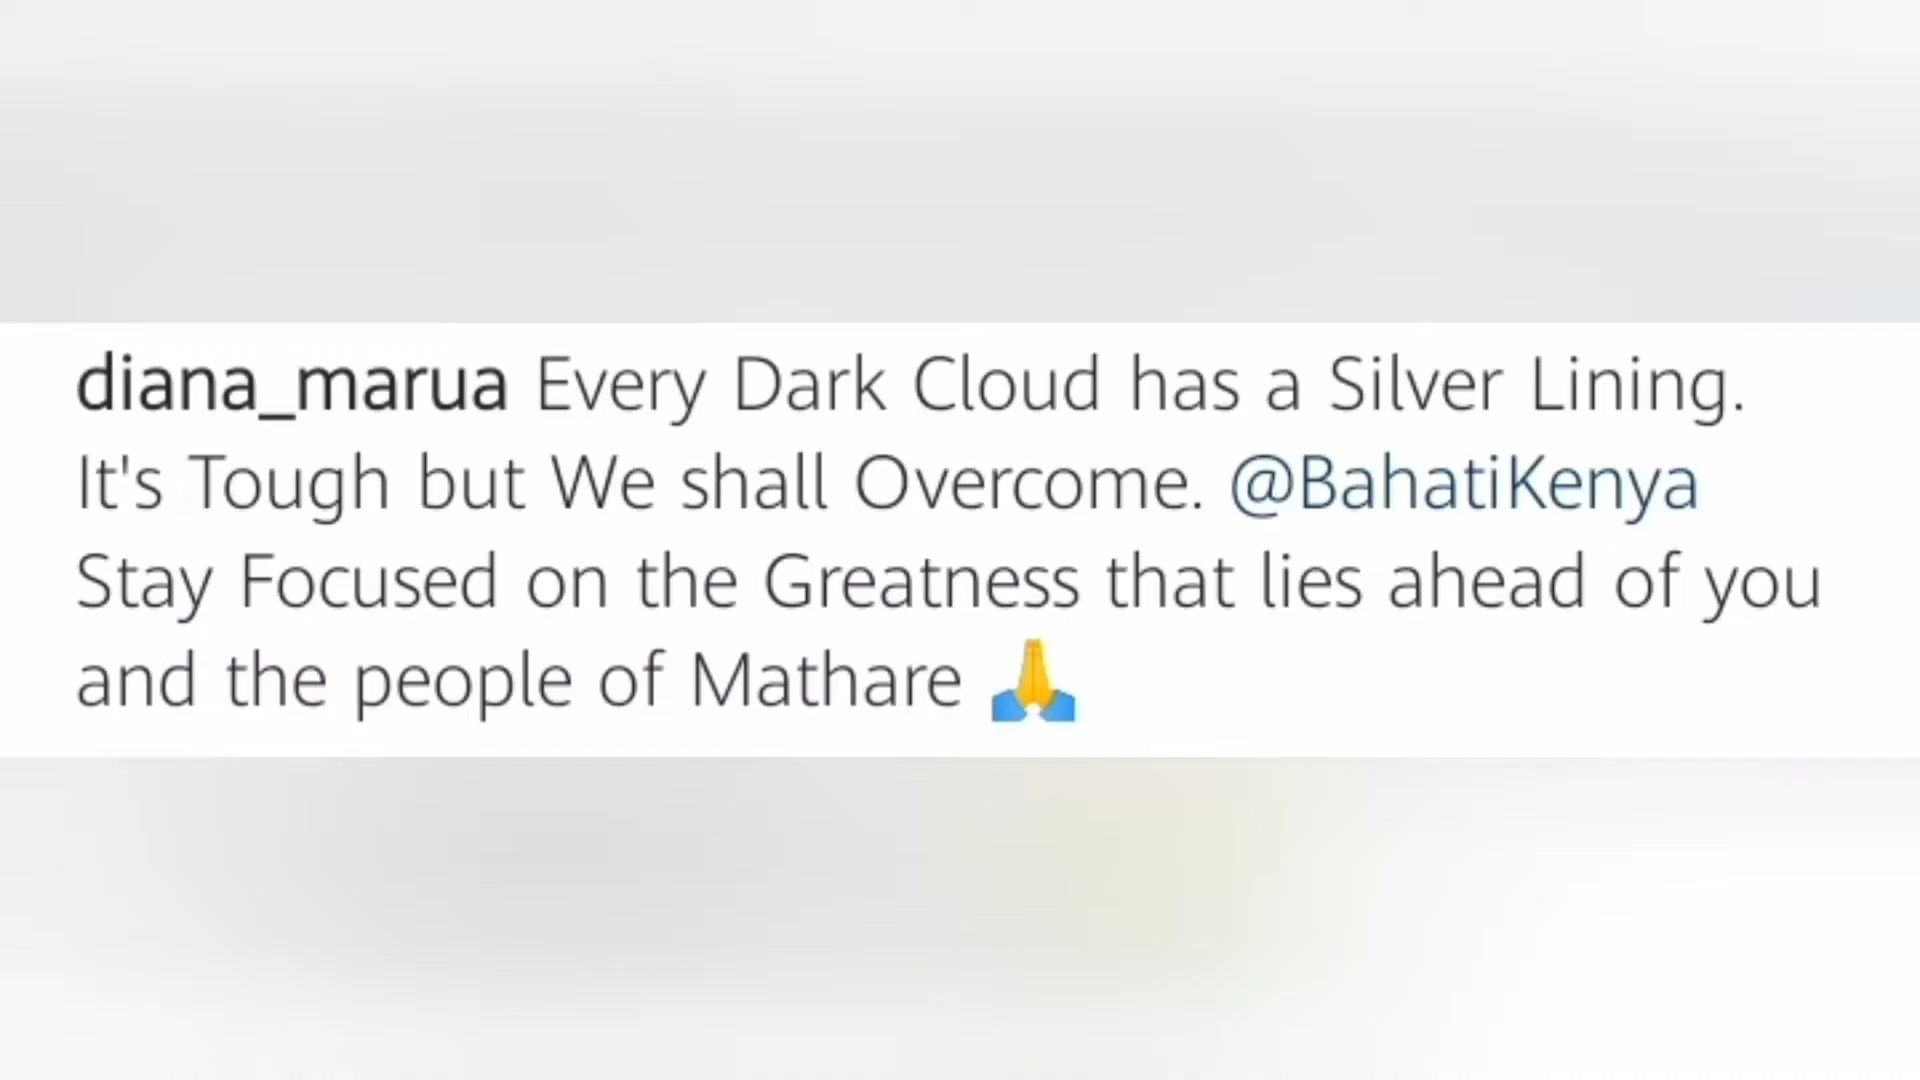 diana_marua Every Dark Cloud has a Silver Lining.
It's Tough but We shall Overcome. @BahatiKenya
Stay Focused on the Greatness that lies ahead of you
and the people of Mathare 🙏